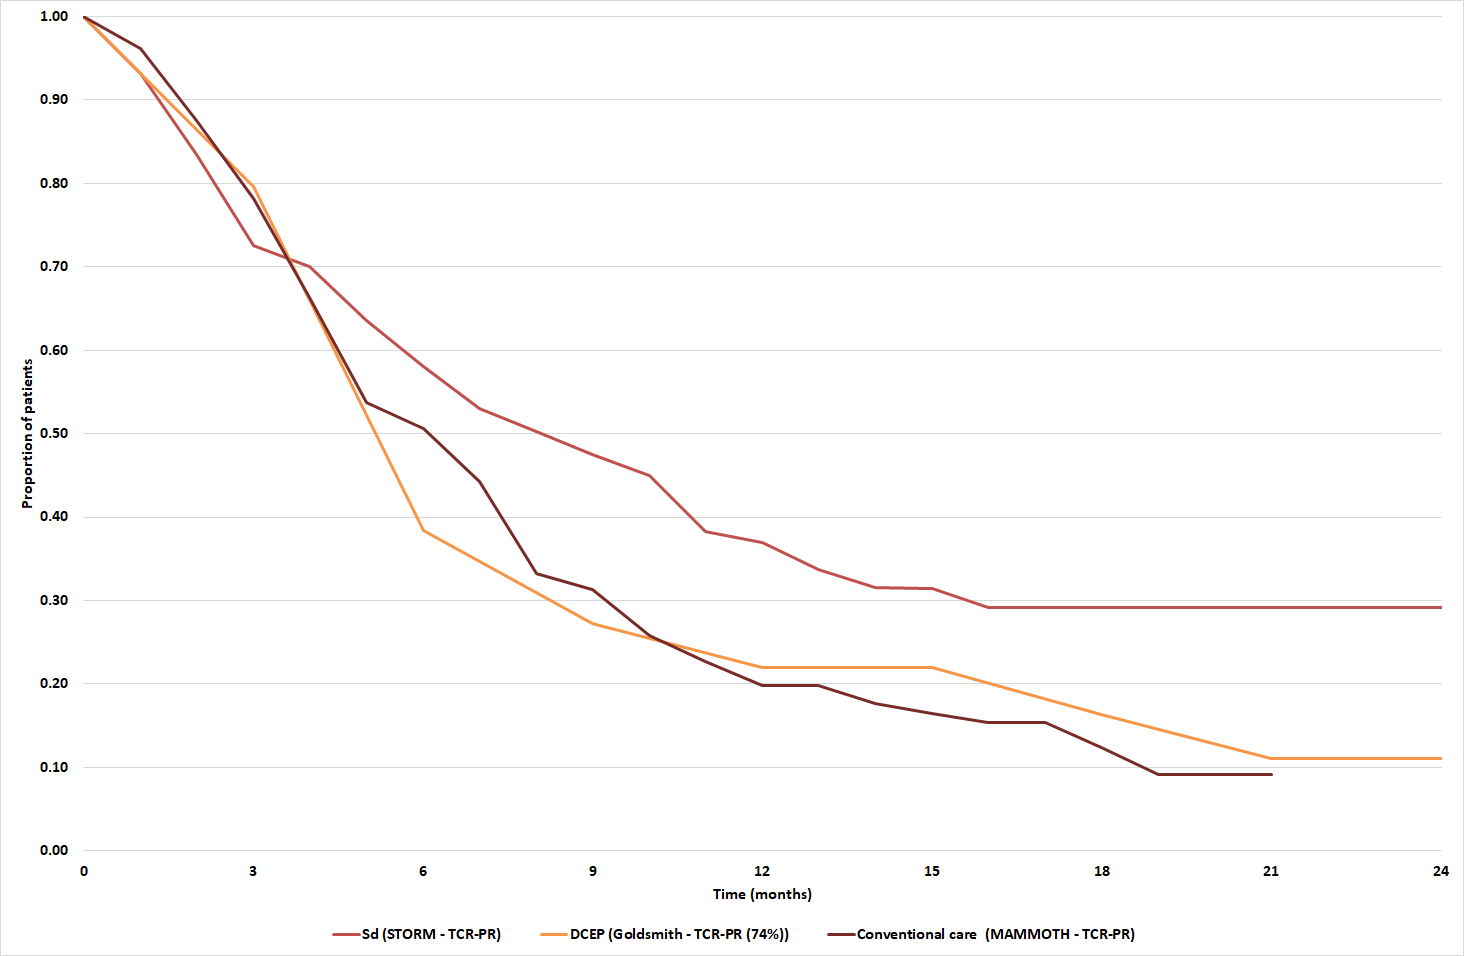 1.00
0.90
0.80
0.70
0.60
0.50
0.40
0.30
0.20
0.10
0.00
Proportion of patients
0 3 6 9 12 15 18 21 24
Time (months)
Sd (STORM - TCR-PR) DCEP (Goldsmith - TCR-PR (74%)) Conventional care (MAMMOTH - TCR-PR)